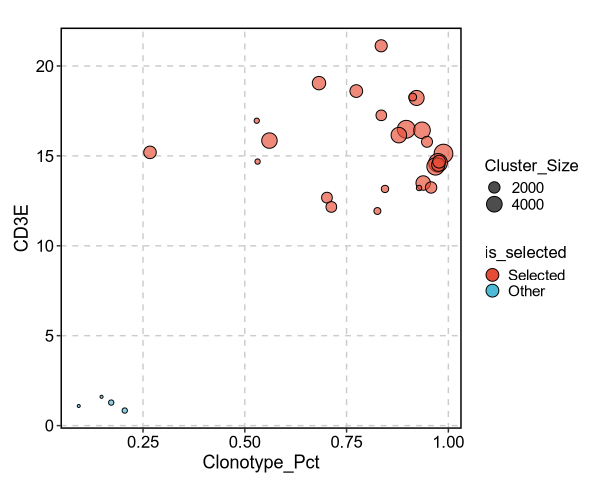 20
15
10
5
0
CD3E
0.25 0.50 0.75 1.00
Clonotype_Pct
Cluster_Size
2000
4000
is_selected
Selected
Other